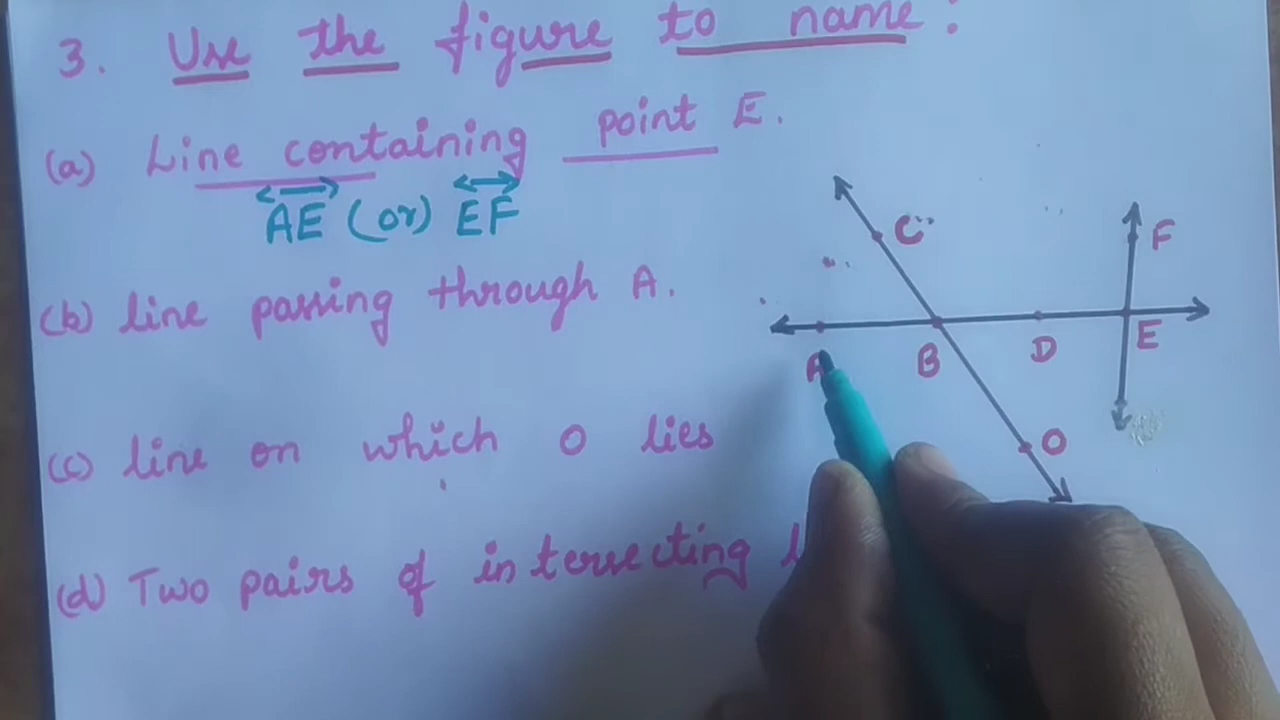 3. Use the figure to name:
(a) Line containing point E.
AE (or) EF
(b) line passing through A.
(c) line on which O lies
(d) Two pairs of intersecting
C
F
A
B
D
E
O